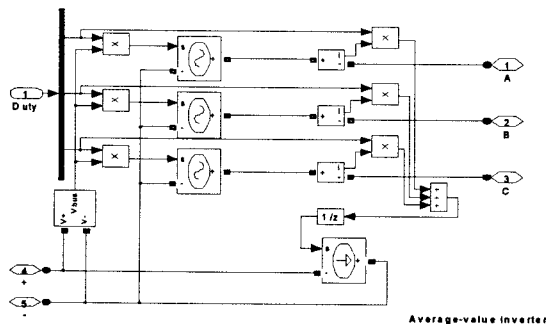 1
Duty
X
X
X
s
-
+
s
-
+
s
-
+
+
-
-
+
-
-
+
-
-
X
X
X
1
A
2
B
3
C
+
+
+
1/z
s
-
+
V+
Vbus
V-
4
+
5
-
Average-value inverter